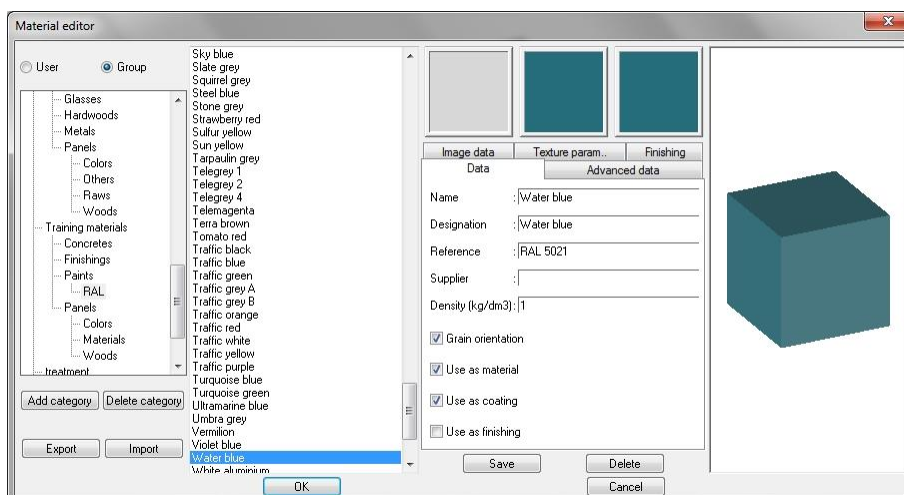 Material editor
x
User
Group
Glasses
Hardwoods
Metals
Panels
Colors
Others
Raws
Woods
Training materials
Concretes
Finishings
Paints
RAL
Panels
Colors
Materials
Woods
treatment
Add category
Delete category
Export
Import
Sky blue
Slate grey
Squirrel grey
Steel blue
Stone grey
Strawberry red
Sulfur yellow
Sun yellow
Tarpaulin grey
Telegrey 1
Telegrey 2
Telegrey 4
Telemagenta
Terra brown
Tomato red
Traffic black
Traffic blue
Traffic green
Traffic grey A
Traffic grey B
Traffic orange
Traffic red
Traffic white
Traffic yellow
Traffic purple
Turquoise blue
Turquoise green
Ultramarine blue
Umbra grey
Vermilion
Violet blue
Water blue
White aluminium
Image data
Texture param..
Finishing
Data
Advanced data
Name : Water blue
Designation : Water blue
Reference : RAL 5021
Supplier :
Density (kg/dm3) : 1
Grain orientation
Use as material
Use as coating
Use as finishing
Save
Delete
OK
Cancel